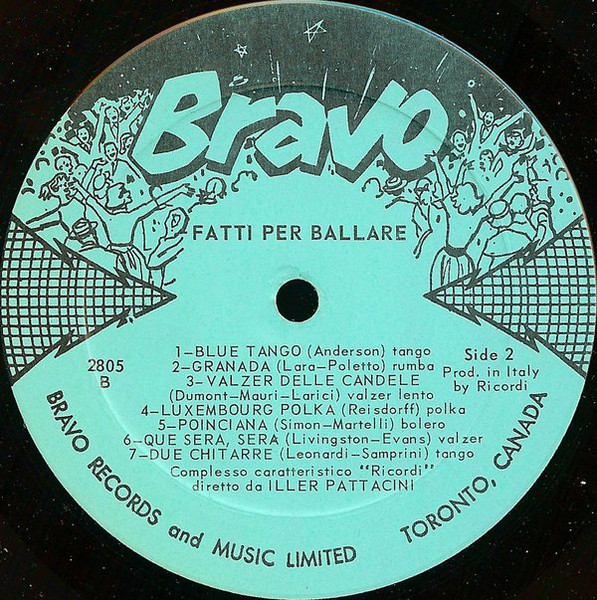 Bravo
FATTI PER BALLARE
2805
B
Side 2
Prod. in Italy
by Ricordi
1—BLUE TANGO (Anderson) tango
2—GRANADA (Lara-Poletto) rumba
3—VALZER DELLE CANDELE
(Dumont-Mauri-Larici) valzer lento
4—LUXEMBOURG POLKA (Reisdorff) polka
5—POINCIANA (Simon-Martelli) bolero
6—QUE SERA, SERA (Livingston-Evans) valzer
7—DUE CHITARRE (Leonardi-Samprini) tango
Complesso caratteristico "Ricordi"
diretto da ILLER PATTACINI
BRAVO RECORDS and MUSIC LIMITED TORONTO, CANADA